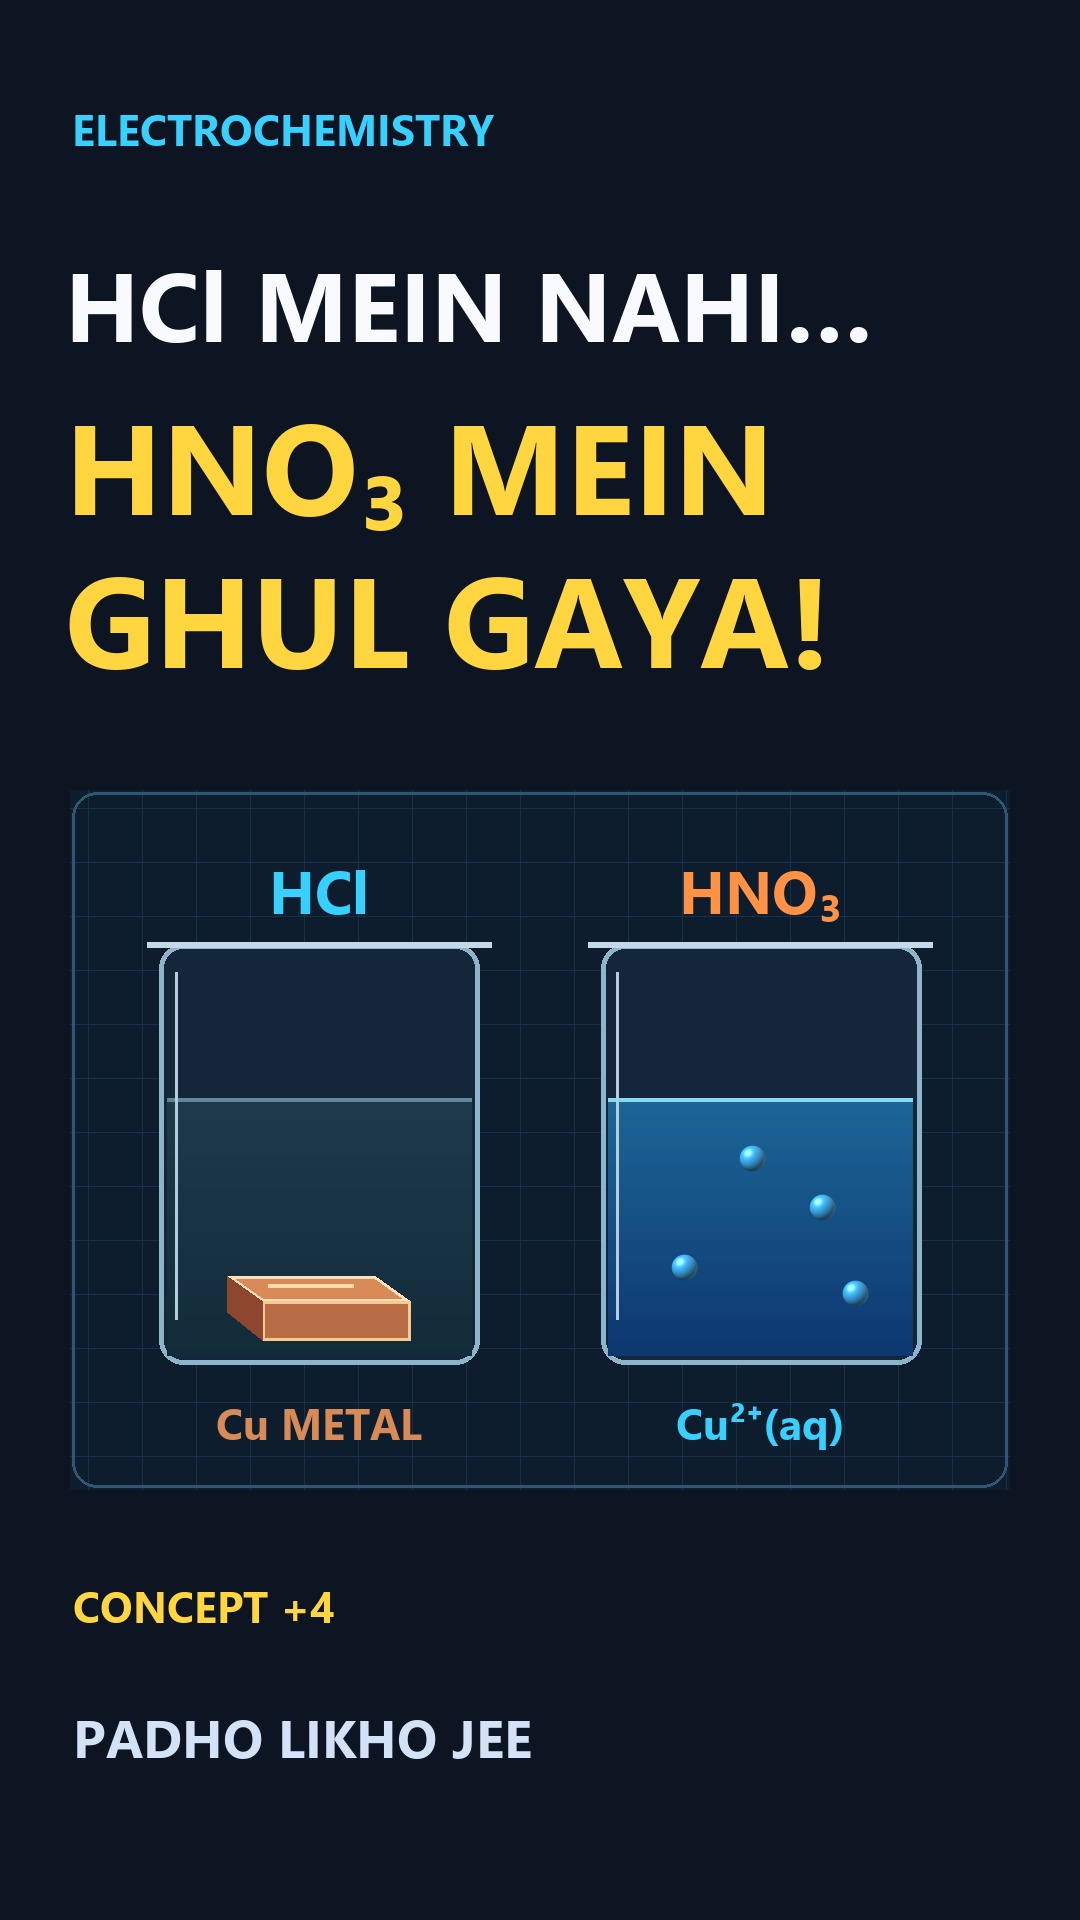 ELECTROCHEMISTRY
HCl MEIN NAHI...
HNO₃ MEIN
GHUL GAYA!
HCl
HNO₃
Cu METAL
Cu²⁺(aq)
CONCEPT +4
PADHO LIKHO JEE